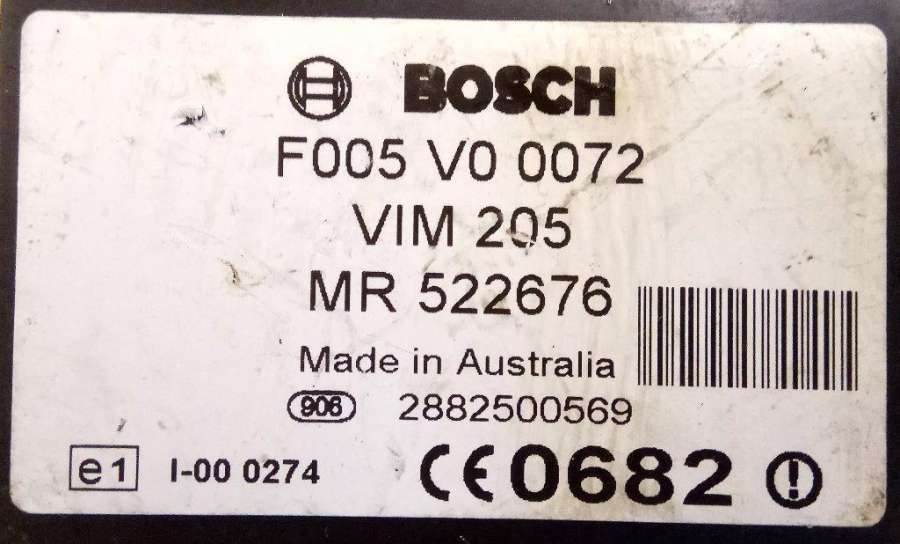 BOSCH
F005 V0 0072
VIM 205
MR 522676
Made in Australia
906 2882500569
e1 I-00 0274 CE0682